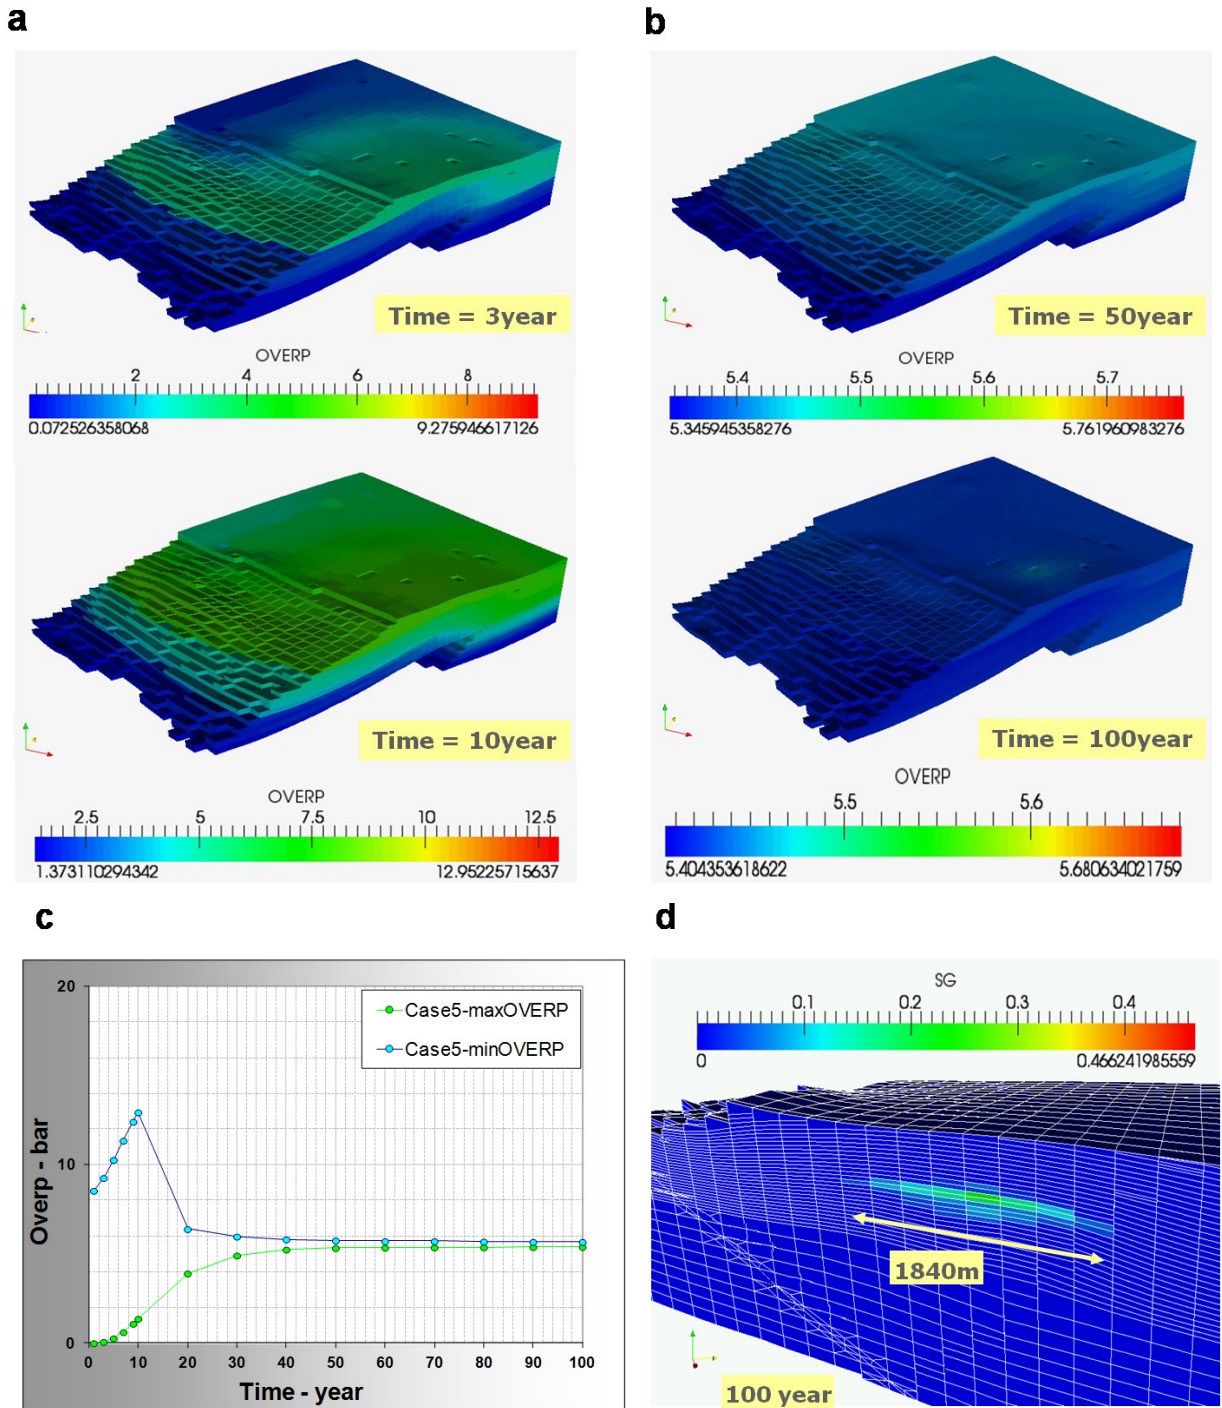 a
Time = 3year
OVERP
2 4 6 8
0.072526358068 9.275946617126
Time = 10year
OVERP
2.5 5 7.5 10 12.5
1.373110294342 12.95225715637
b
Time = 50year
OVERP
5.4 5.5 5.6 5.7
5.345945358276 5.761960983276
Time = 100year
OVERP
5.5 5.6
5.404353618622 5.680634021759
c
Case5-maxOVERP
Case5-minOVERP
20
10
0
Overp - bar
0 10 20 30 40 50 60 70 80 90 100
Time - year
d
SG
0.1 0.2 0.3 0.4
0 0.466241985559
1840m
100 year